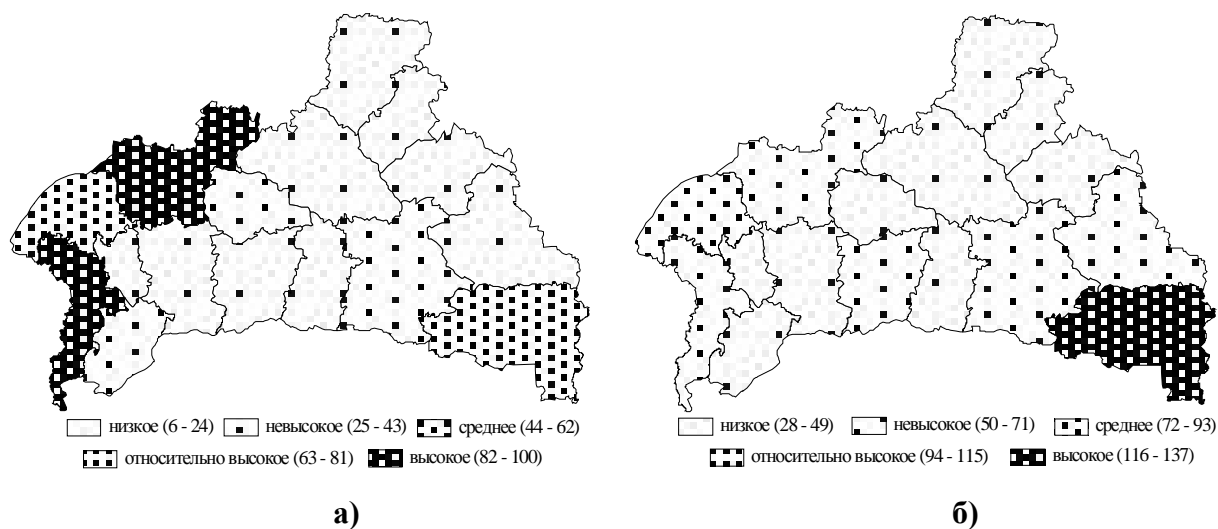 низкое (6 - 24) невысокое (25 - 43) среднее (44 - 62)
относительно высокое (63 - 81) высокое (82 - 100)
а)
низкое (28 - 49) невысокое (50 - 71) среднее (72 - 93)
относительно высокое (94 - 115) высокое (116 - 137)
б)